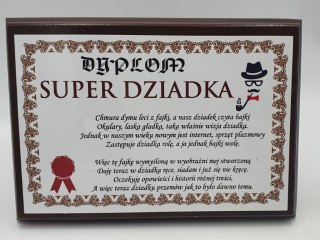 DYPLOM
SUPER DZIADKA
Chmura dymu leci z fajki, a nasz dziadek czyta bajki
Okulary, laska gładka, taka właśnie wizja dziadka.
Jednak w naszym wieku nowym jest internet, sprzęt plazmowy
Zastępuje dziadka rolę, a ja jednak bajki wolę.
Więc tę fajkę wymyśloną w wyobraźni mej stworzoną
Daję teraz w dziadka ręce, siadam i już się nie kręcę.
Oczekuję opowieści i historii różnej treści,
A więc teraz dziadku przemów jak to było dawno temu.